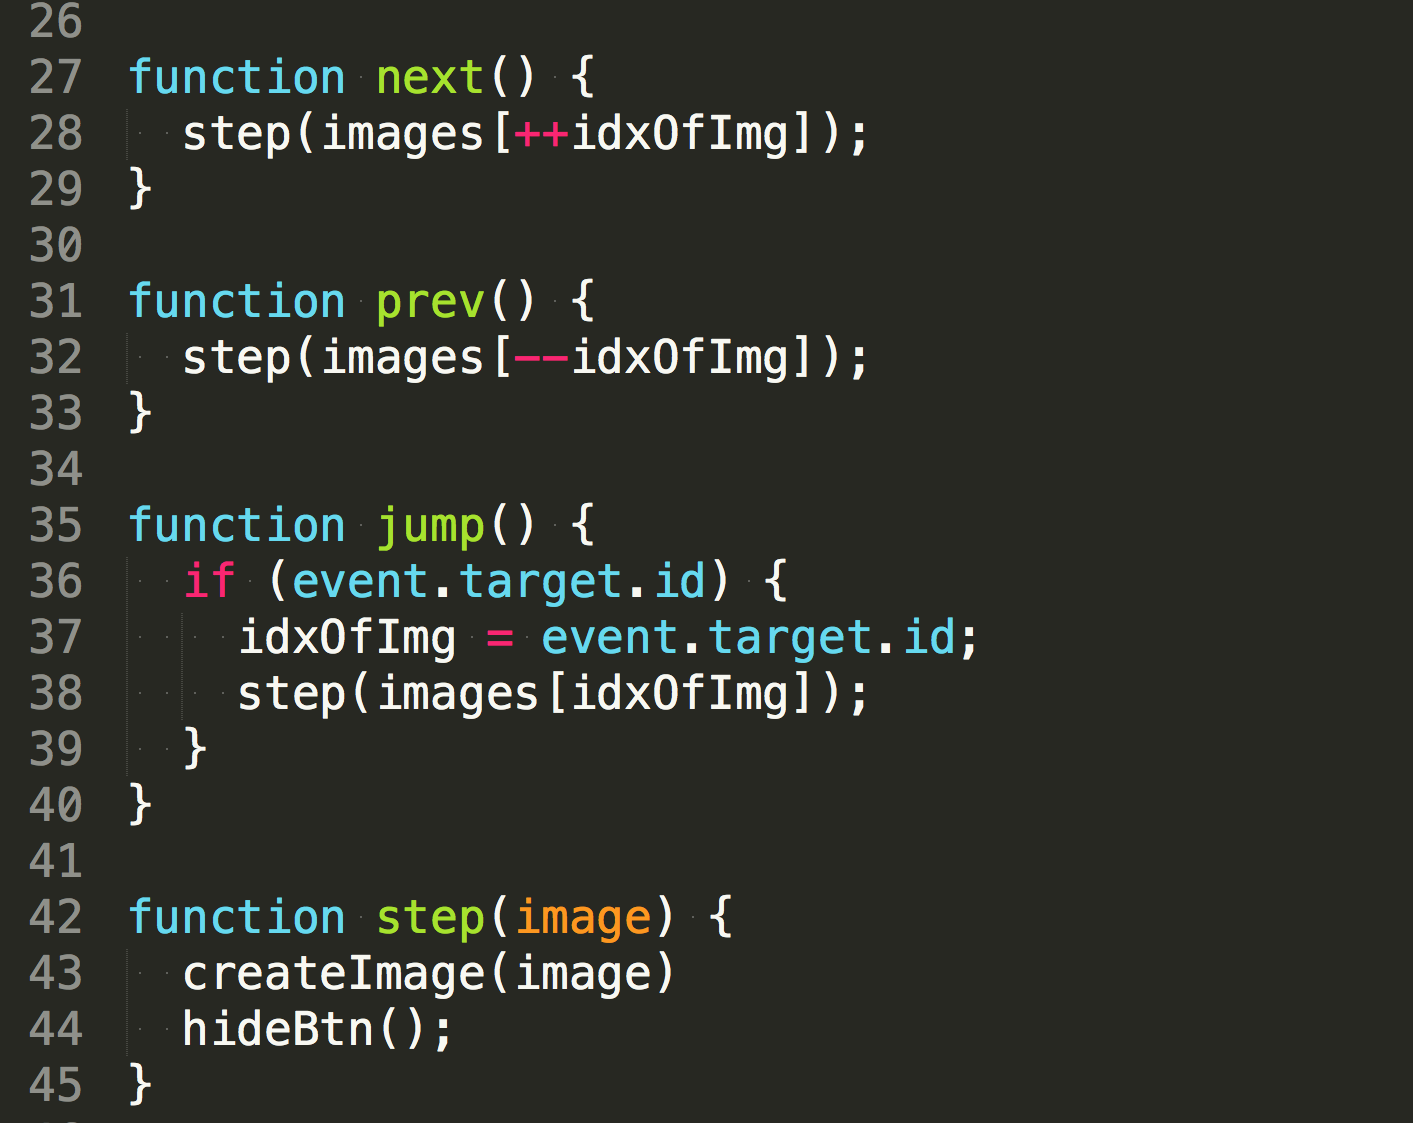 26
27 function next() {
28   step(images[++idxOfImg]);
29 }
30
31 function prev() {
32   step(images[--idxOfImg]);
33 }
34
35 function jump() {
36   if (event.target.id) {
37     idxOfImg = event.target.id;
38     step(images[idxOfImg]);
39   }
40 }
41
42 function step(image) {
43   createImage(image)
44   hideBtn();
45 }